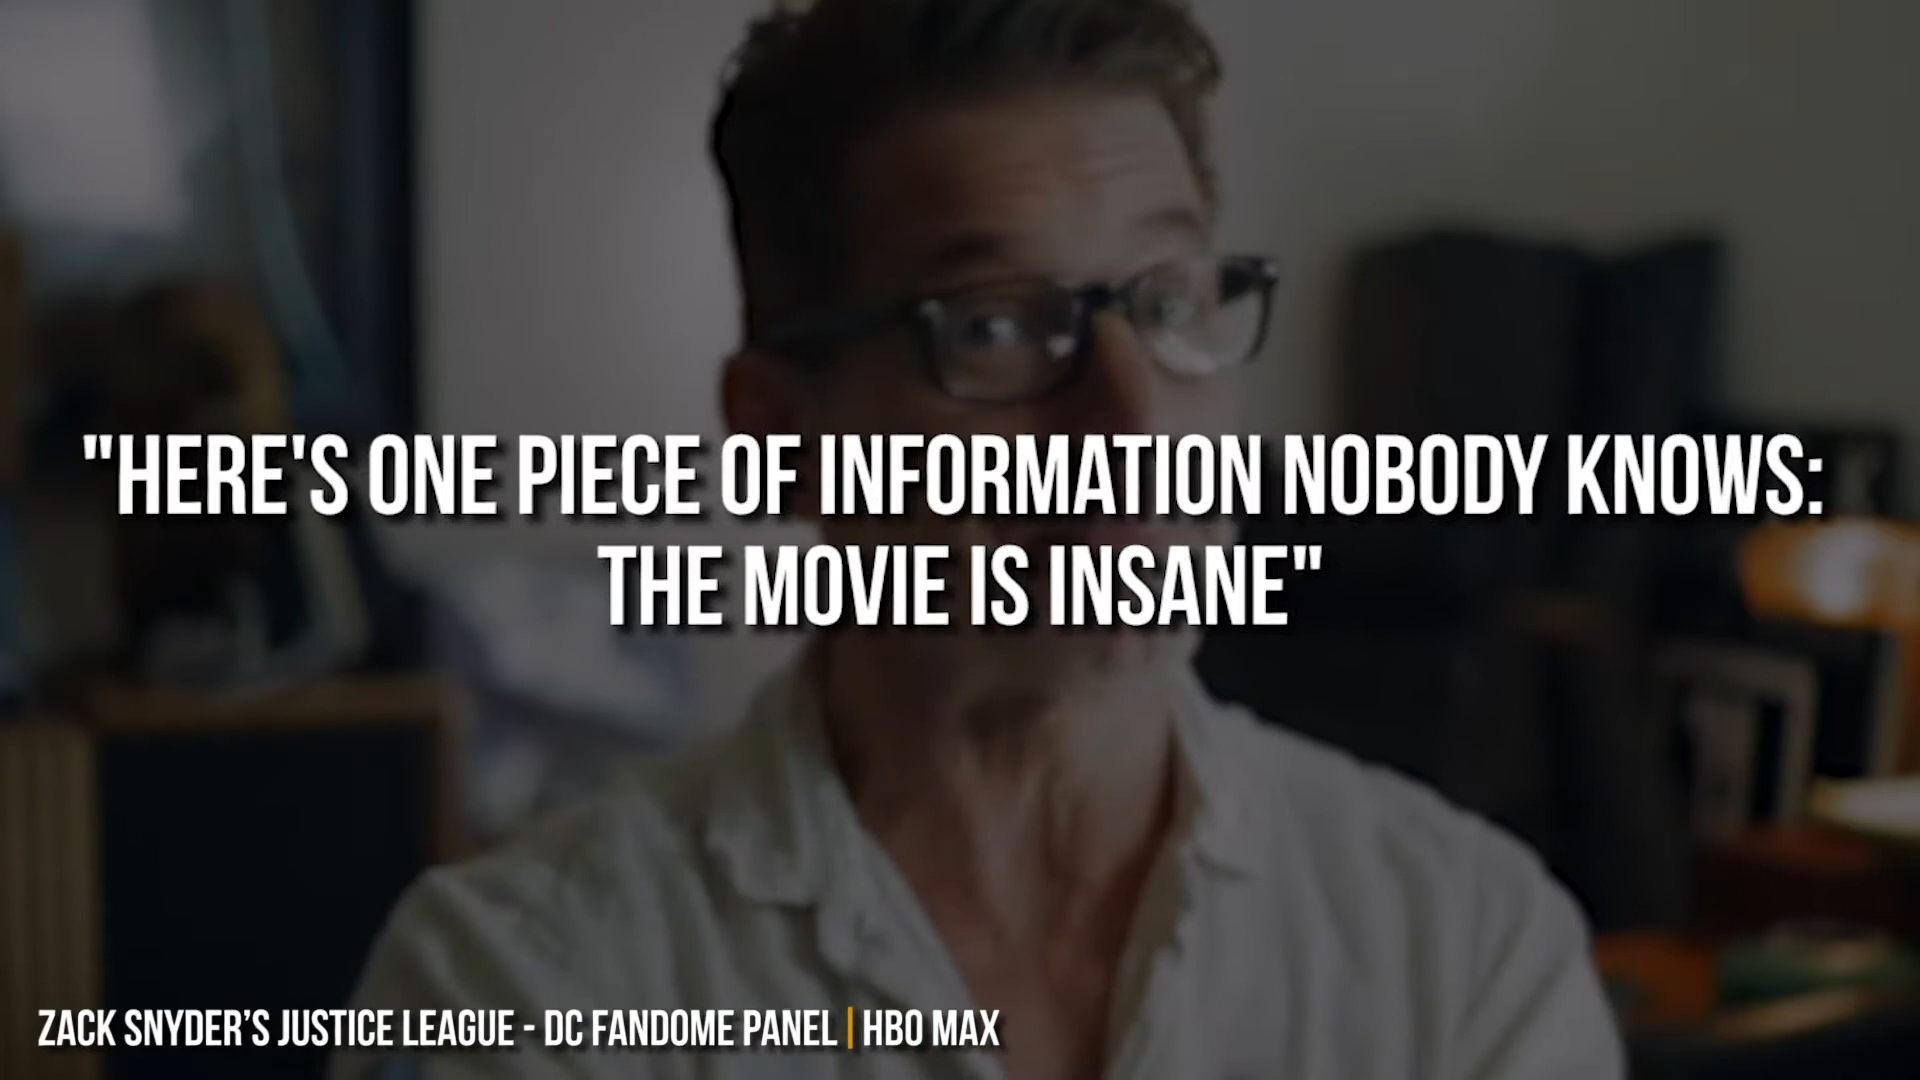 "HERE'S ONE PIECE OF INFORMATION NOBODY KNOWS:
THE MOVIE IS INSANE"
ZACK SNYDER’S JUSTICE LEAGUE - DC FANDOME PANEL | HBO MAX